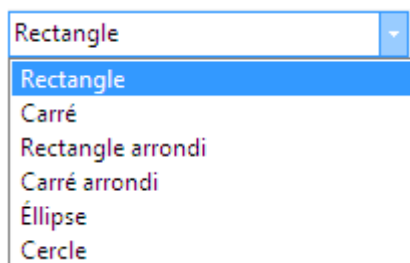 Rectangle
Rectangle
Carré
Rectangle arrondi
Carré arrondi
Éllipse
Cercle